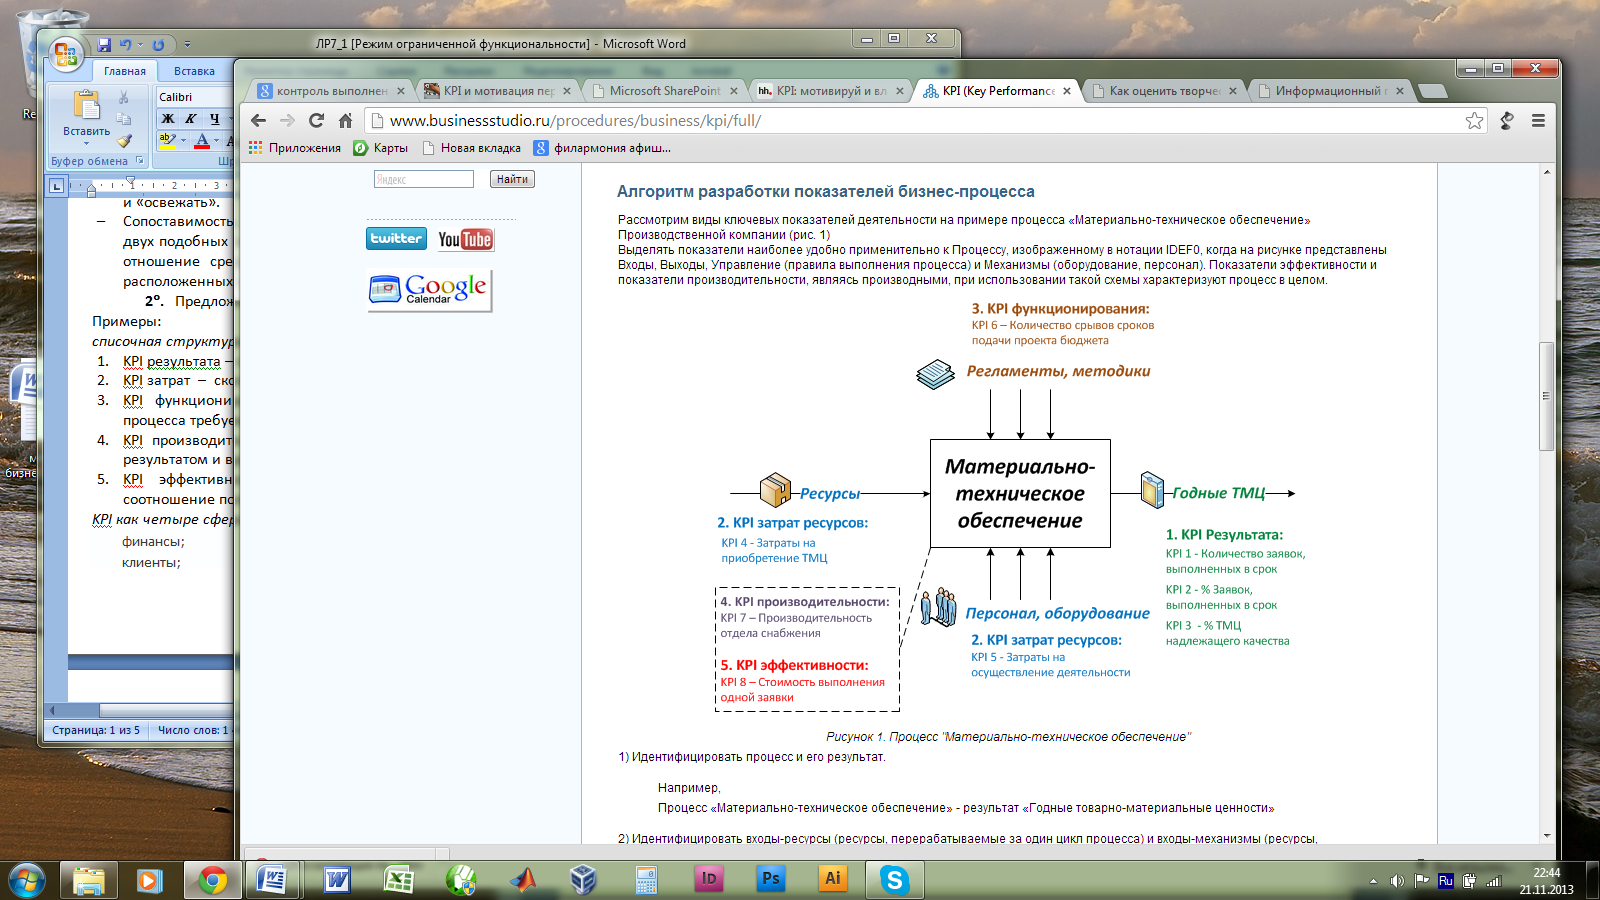 ЛР7_1 [Режим ограниченной функциональности] - Microsoft Word
Главная
Вставка
Вставить
Calibri
Ж К Ч
Буфер обмена
и «освежать».
– Сопоставимость
двух подобных
отношение
расположенных
2°. Предлож
Примеры:
списочная структур
1. KPI результата –
2. KPI затрат –
3. KPI функциони
процесса требуе
4. KPI производит
результатом и в
5. KPI эффективн
соотношение по
KPI как четыре сфер
финансы;
клиенты;
Страница: 1 из 5
Число слов: 1
контроль выполнен
KPI и мотивация пер
Microsoft SharePoint
hh. KPI: мотивируй и вл
KPI (Key Performance
Как оценить творче
Информационный п
www.businessstudio.ru/procedures/business/kpi/full/
Приложения
Карты
Новая вкладка
филармония афиш...
Яндекс
Найти
twitter
YouTube
Google
Calendar
Алгоритм разработки показателей бизнес-процесса
Рассмотрим виды ключевых показателей деятельности на примере процесса «Материально-техническое обеспечение»
Производственной компании (рис. 1)
Выделять показатели наиболее удобно применительно к Процессу, изображенному в нотации IDEF0, когда на рисунке представлены
Входы, Выходы, Управление (правила выполнения процесса) и Механизмы (оборудование, персонал). Показатели эффективности и
показатели производительности, являясь производными, при использовании такой схемы характеризуют процесс в целом.
3. KPI функционирования:
KPI 6 – Количество срывов сроков
подачи проекта бюджета
Регламенты, методики
Материально-
техническое
обеспечение
Ресурсы
Годные ТМЦ
2. KPI затрат ресурсов:
KPI 4 - Затраты на
приобретение ТМЦ
1. KPI Результата:
KPI 1 - Количество заявок,
выполненных в срок
KPI 2 - % Заявок,
выполненных в срок
KPI 3 - % ТМЦ
надлежащего качества
4. KPI производительности:
KPI 7 – Производительность
отдела снабжения
5. KPI эффективности:
KPI 8 – Стоимость выполнения
одной заявки
Персонал, оборудование
2. KPI затрат ресурсов:
KPI 5 - Затраты на
осуществление деятельности
Рисунок 1. Процесс "Материально-техническое обеспечение"
1) Идентифицировать процесс и его результат.
Например,
Процесс «Материально-техническое обеспечение» - результат «Годные товарно-материальные ценности»
2) Идентифицировать входы-ресурсы (ресурсы, перерабатываемые за один цикл процесса) и входы-механизмы (ресурсы,
Id
Ps
Ai
Ru
22:44
21.11.2013